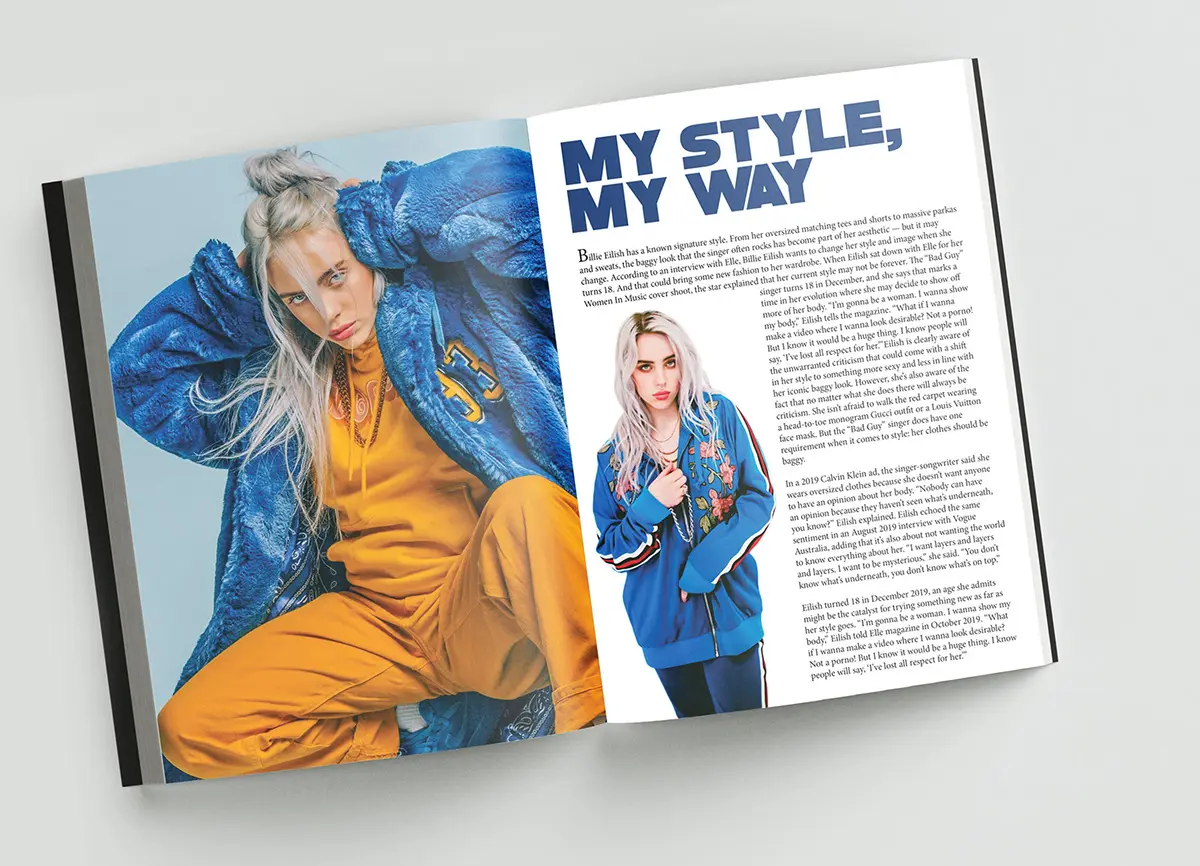 MY STYLE,
MY WAY
Billie Eilish has a known signature style. From her oversized matching tees and shorts to massive parkas
and sweats, the baggy look that the singer often rocks has become part of her aesthetic — but it may
change. According to an interview with Elle, Billie Eilish wants to change her style and image when she
turns 18. And that could bring some new fashion to her wardrobe. When Eilish sat down with Elle for her
Women In Music cover shoot, the star explained that her current style may not be forever. The “Bad Guy”
singer turns 18 in December, and she says that marks a
time in her evolution where she may decide to show off
more of her body. “I’m gonna be a woman. I wanna show
my body,” Eilish tells the magazine. “What if I wanna
make a video where I wanna look desirable? Not a porno!
But I know it would be a huge thing. I know people will
say, ‘I’ve lost all respect for her.’” Eilish is clearly aware of
the unwarranted criticism that could come with a shift
in her style to something more sexy and less in line with
her iconic baggy look. However, she’s also aware of the
fact that no matter what she does there will always be
criticism. She isn’t afraid to walk the red carpet wearing
a head-to-toe monogram Gucci outfit or a Louis Vuitton
face mask. But the “Bad Guy” singer does have one
requirement when it comes to style: her clothes should be
baggy.
In a 2019 Calvin Klein ad, the singer-songwriter said she
wears oversized clothes because she doesn’t want anyone
to have an opinion about her body. “Nobody can have
an opinion because they haven’t seen what’s underneath,
you know?” Eilish explained. Eilish echoed the same
sentiment in an August 2019 interview with Vogue
Australia, adding that it’s also about not wanting the world
to know everything about her. “I want layers and layers
and layers. I want to be mysterious,” she said. “You don’t
know what’s underneath, you don’t know what’s on top.”
Eilish turned 18 in December 2019, an age she admits
might be the catalyst for trying something new as far as
her style goes. “I’m gonna be a woman. I wanna show my
body,” Eilish told Elle magazine in October 2019. “What
if I wanna make a video where I wanna look desirable?
Not a porno! But I know it would be a huge thing. I know
people will say, ‘I’ve lost all respect for her.’”